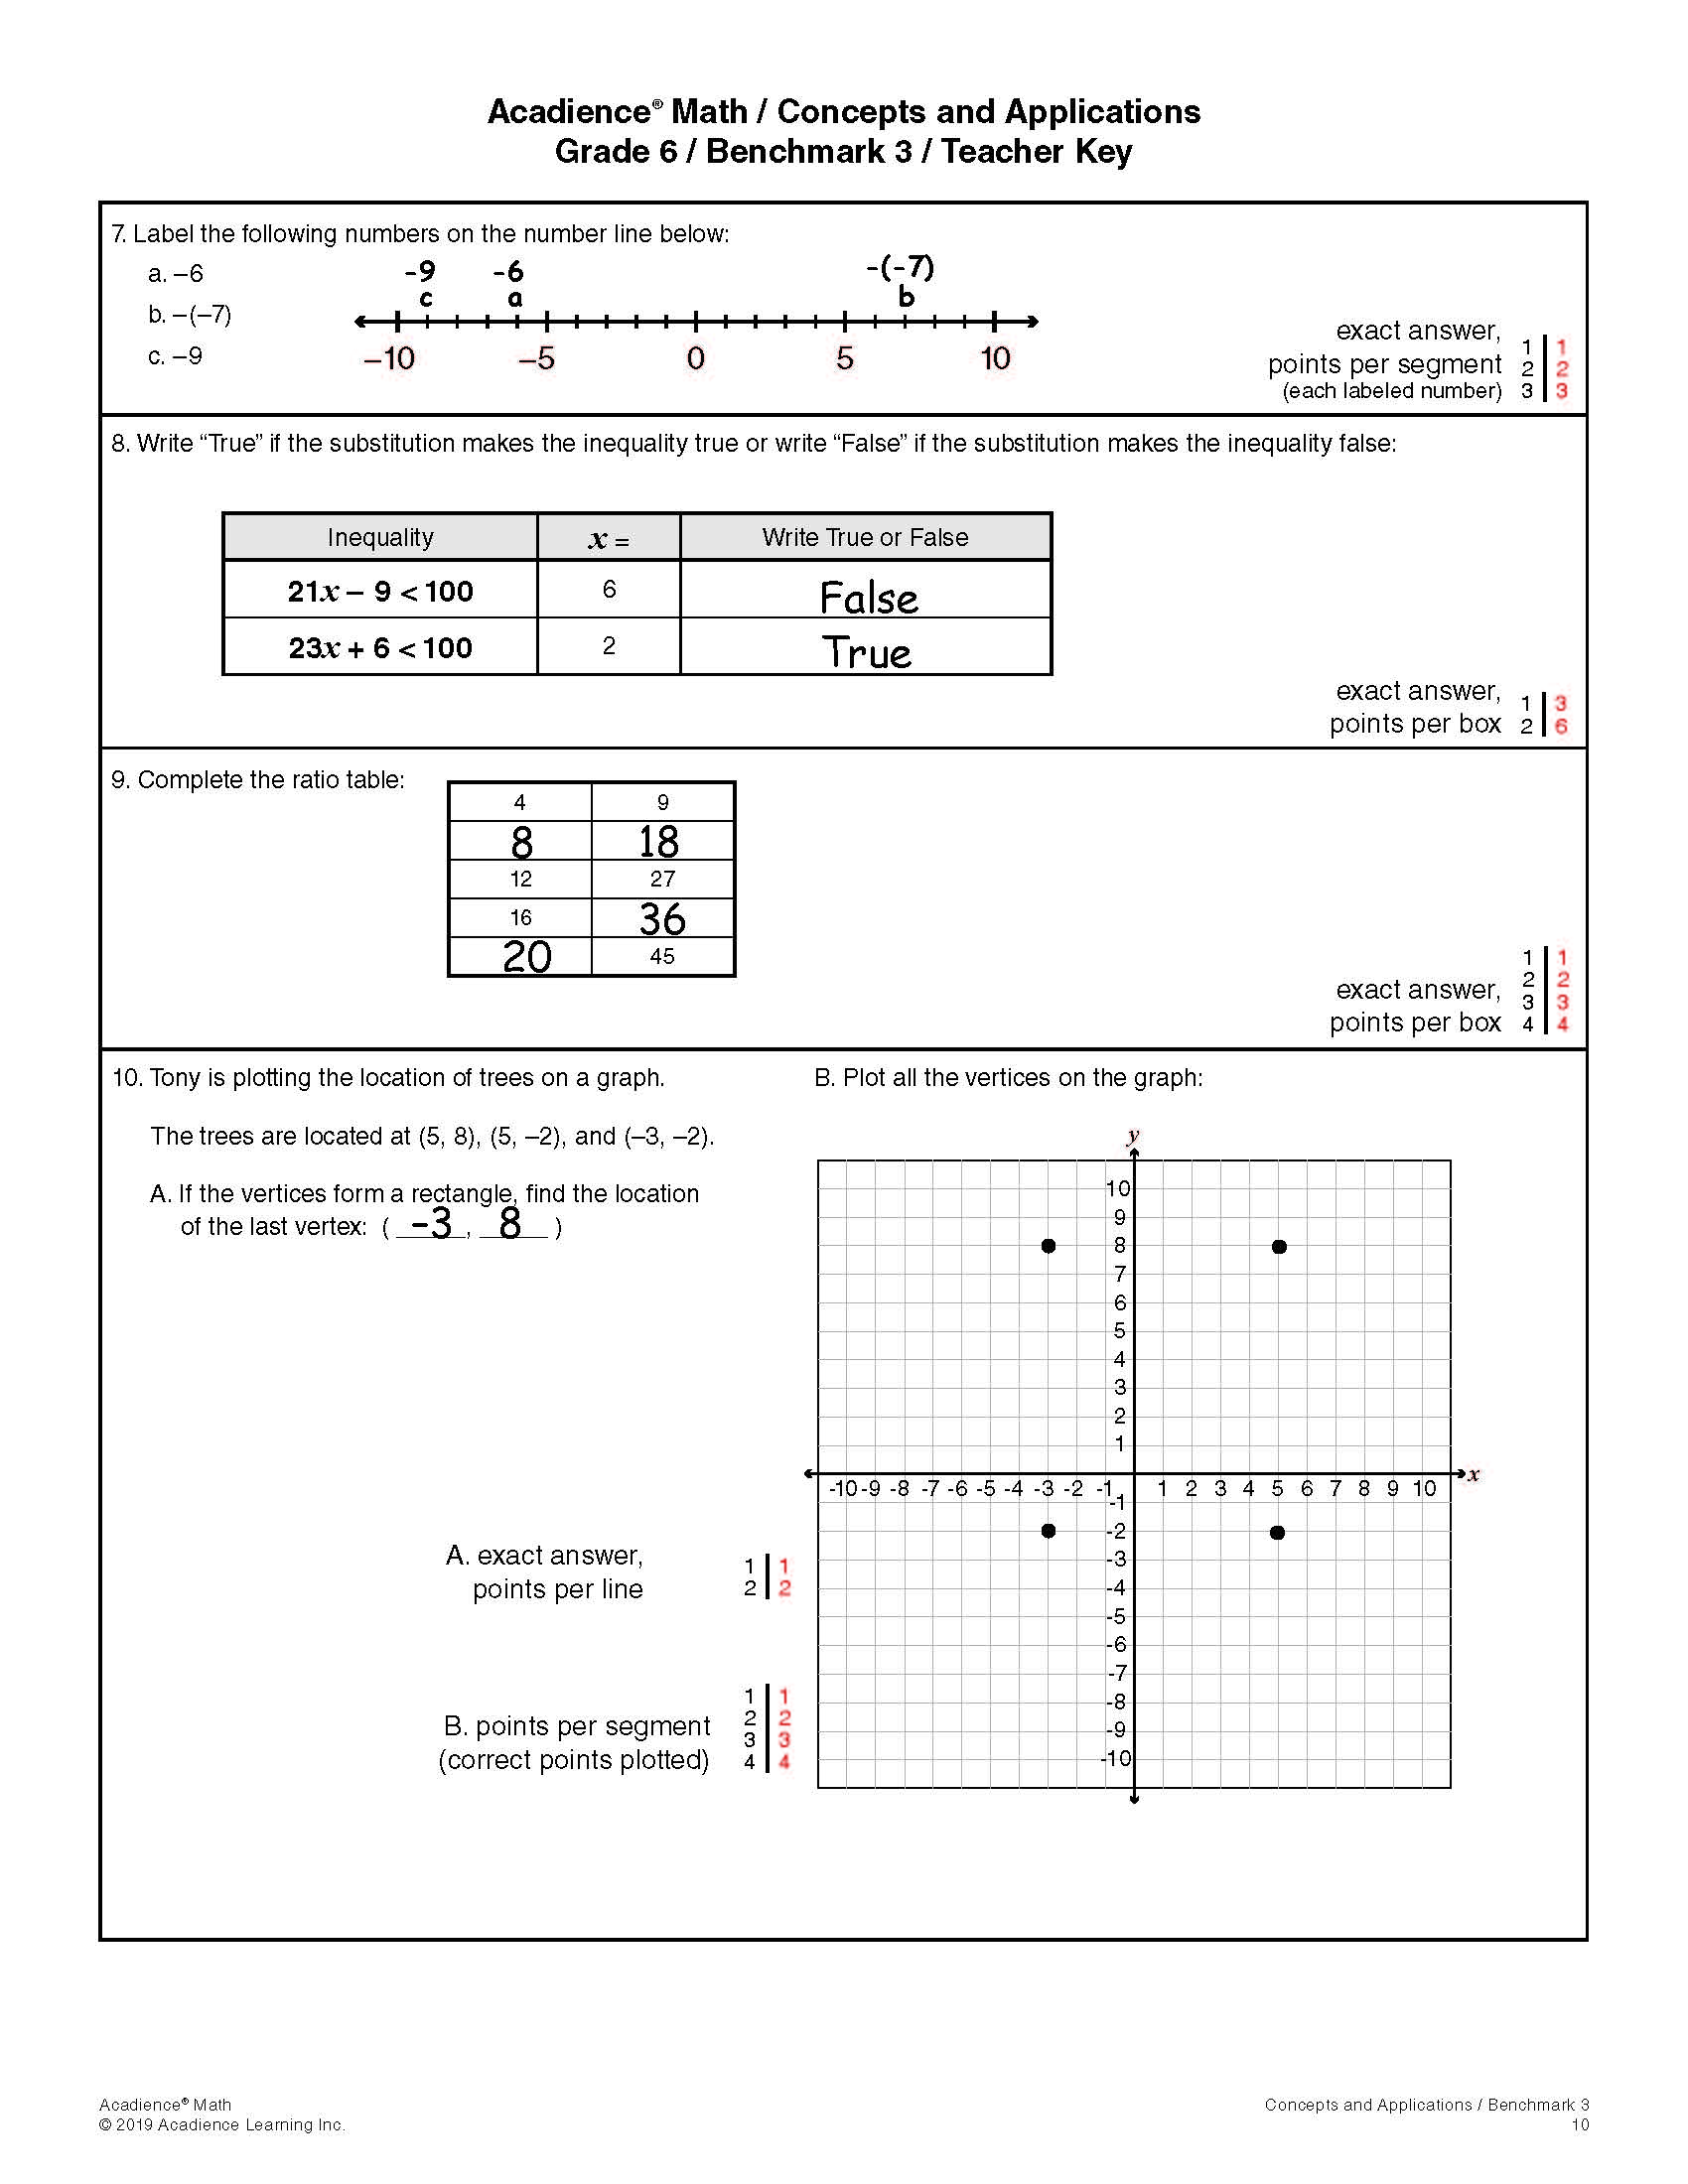 Acadience® Math / Concepts and Applications
Grade 6 / Benchmark 3 / Teacher Key
7. Label the following numbers on the number line below:
a. –6
b. –(–7)
c. –9
-9 -6 -(-7)
c a b
–10 –5 0 5 10
exact answer,
points per segment
(each labeled number)
1 1
2 2
3 3
8. Write “True” if the substitution makes the inequality true or write “False” if the substitution makes the inequality false:
Inequality x = Write True or False
21x – 9 < 100 6 False
23x + 6 < 100 2 True
exact answer,
points per box
1 3
2 6
9. Complete the ratio table:
4 9
8 18
12 27
16 36
20 45
exact answer,
points per box
1 1
2 2
3 3
4 4
10. Tony is plotting the location of trees on a graph.
The trees are located at (5, 8), (5, –2), and (–3, –2).
A. If the vertices form a rectangle, find the location
of the last vertex: ( -3 , 8 )
A. exact answer,
points per line
1 1
2 2
B. points per segment
(correct points plotted)
1 1
2 2
3 3
4 4
B. Plot all the vertices on the graph:
y
10
9
8
7
6
5
4
3
2
1
x
-10 -9 -8 -7 -6 -5 -4 -3 -2 -1 1 2 3 4 5 6 7 8 9 10
-1
-2
-3
-4
-5
-6
-7
-8
-9
-10
Acadience® Math
© 2019 Acadience Learning Inc.
Concepts and Applications / Benchmark 3
10